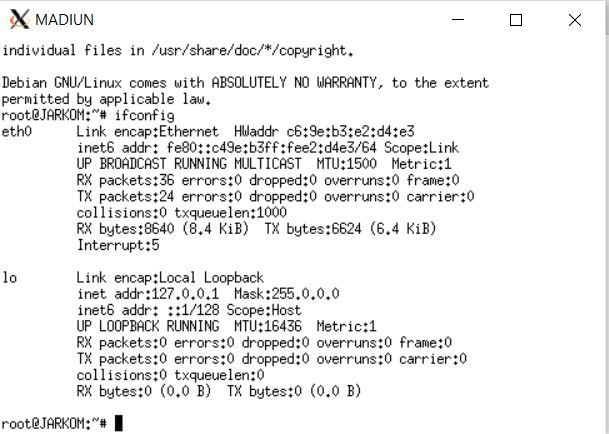 MADIUN
individual files in /usr/share/doc/*/copyright.
Debian GNU/Linux comes with ABSOLUTELY NO WARRANTY, to the extent
permitted by applicable law.
root@JARKOM:~# ifconfig
eth0      Link encap:Ethernet  HWaddr c6:9e:b3:e2:d4:e3
          inet6 addr: fe80::c49e:b3ff:fee2:d4e3/64 Scope:Link
          UP BROADCAST RUNNING MULTICAST  MTU:1500  Metric:1
          RX packets:36 errors:0 dropped:0 overruns:0 frame:0
          TX packets:24 errors:0 dropped:0 overruns:0 carrier:0
          collisions:0 txqueuelen:1000
          RX bytes:8640 (8.4 KiB)  TX bytes:6624 (6.4 KiB)
          Interrupt:5
lo        Link encap:Local Loopback
          inet addr:127.0.0.1  Mask:255.0.0.0
          inet6 addr: ::1/128 Scope:Host
          UP LOOPBACK RUNNING  MTU:16436  Metric:1
          RX packets:0 errors:0 dropped:0 overruns:0 frame:0
          TX packets:0 errors:0 dropped:0 overruns:0 carrier:0
          collisions:0 txqueuelen:0
          RX bytes:0 (0.0 B)  TX bytes:0 (0.0 B)
root@JARKOM:~#